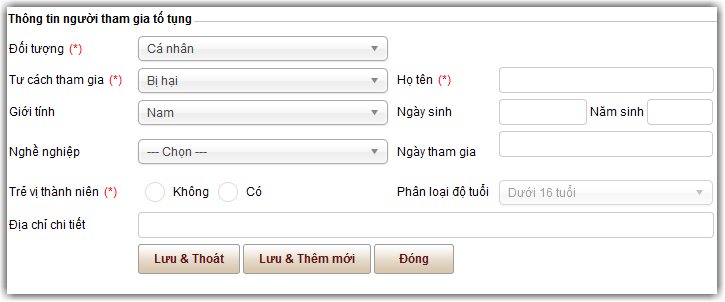 Thông tin người tham gia tố tụng
Đối tượng (*) Cá nhân
Tư cách tham gia (*) Bị hại Họ tên (*)
Giới tính Nam Ngày sinh Năm sinh
Nghề nghiệp --- Chọn --- Ngày tham gia
Trẻ vị thành niên (*) Không Có Phân loại độ tuổi Dưới 16 tuổi
Địa chỉ chi tiết
Lưu & Thoát Lưu & Thêm mới Đóng